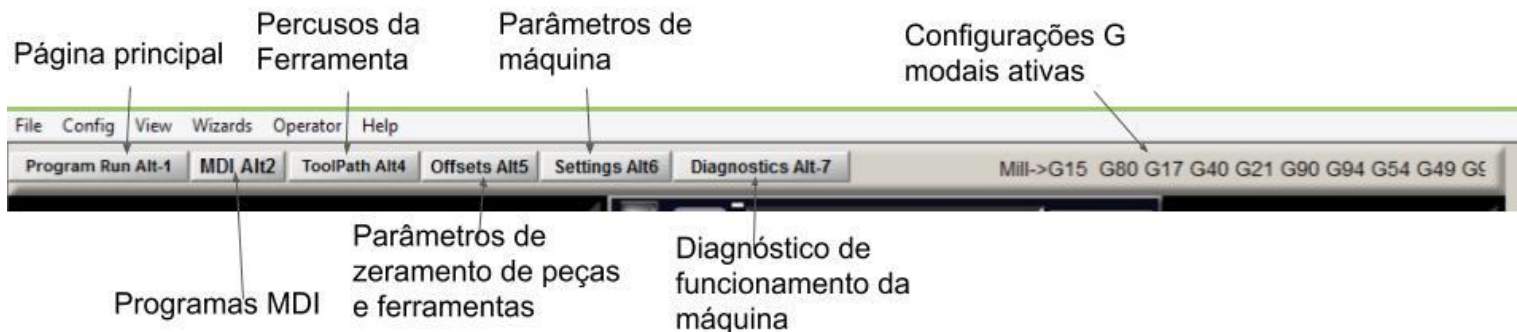 Página principal
Percusos da
Ferramenta
Parâmetros de
máquina
Configurações G
modais ativas
File Config View Wizards Operator Help
Program Run Alt-1 MDI Alt2 ToolPath Alt4 Offsets Alt5 Settings Alt6 Diagnostics Alt-7 Mill->G15 G80 G17 G40 G21 G90 G94 G54 G49
Programas MDI
Parâmetros de
zeramento de peças
e ferramentas
Diagnóstico de
funcionamento da
máquina